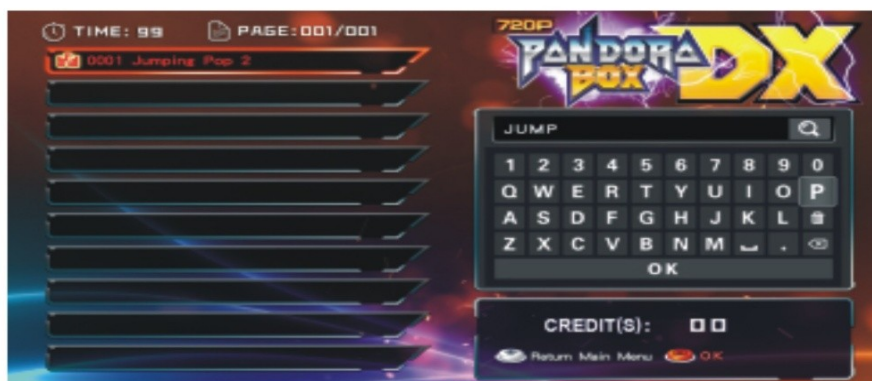 TIME: 99 PAGE:001/001
0001 Jumping Pop 2
720P
PANDORA
BOX
DX
JUMP
1 2 3 4 5 6 7 8 9 0
Q W E R T Y U I O P
A S D F G H J K L
Z X C V B N M .
OK
CREDIT(S): 00
Return Main Menu OK